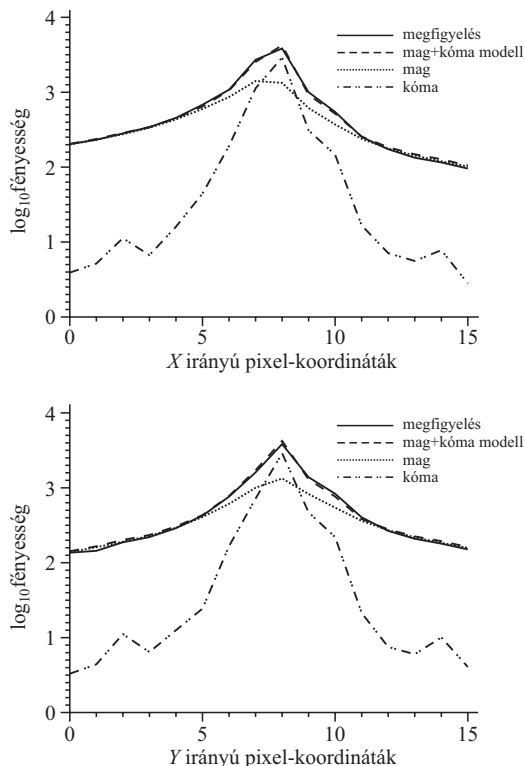 4
3
2
1
0
log10fényesség
megfigyelés
mag+kóma modell
mag
kóma
0 5 10 15
X irányú pixel-koordináták
4
3
2
1
0
log10fényesség
megfigyelés
mag+kóma modell
mag
kóma
0 5 10 15
Y irányú pixel-koordináták